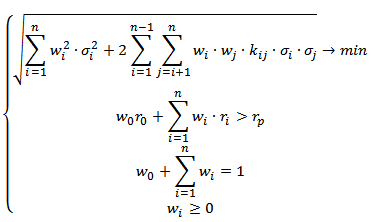 √(∑_{i=1}^{n} w_i^2 · σ_i^2 + 2 ∑_{i=1}^{n-1} ∑_{j=i+1}^{n} w_i · w_j · k_{ij} · σ_i · σ_j) → min
w_0 r_0 + ∑_{i=1}^{n} w_i · r_i > r_p
w_0 + ∑_{i=1}^{n} w_i = 1
w_i ≥ 0